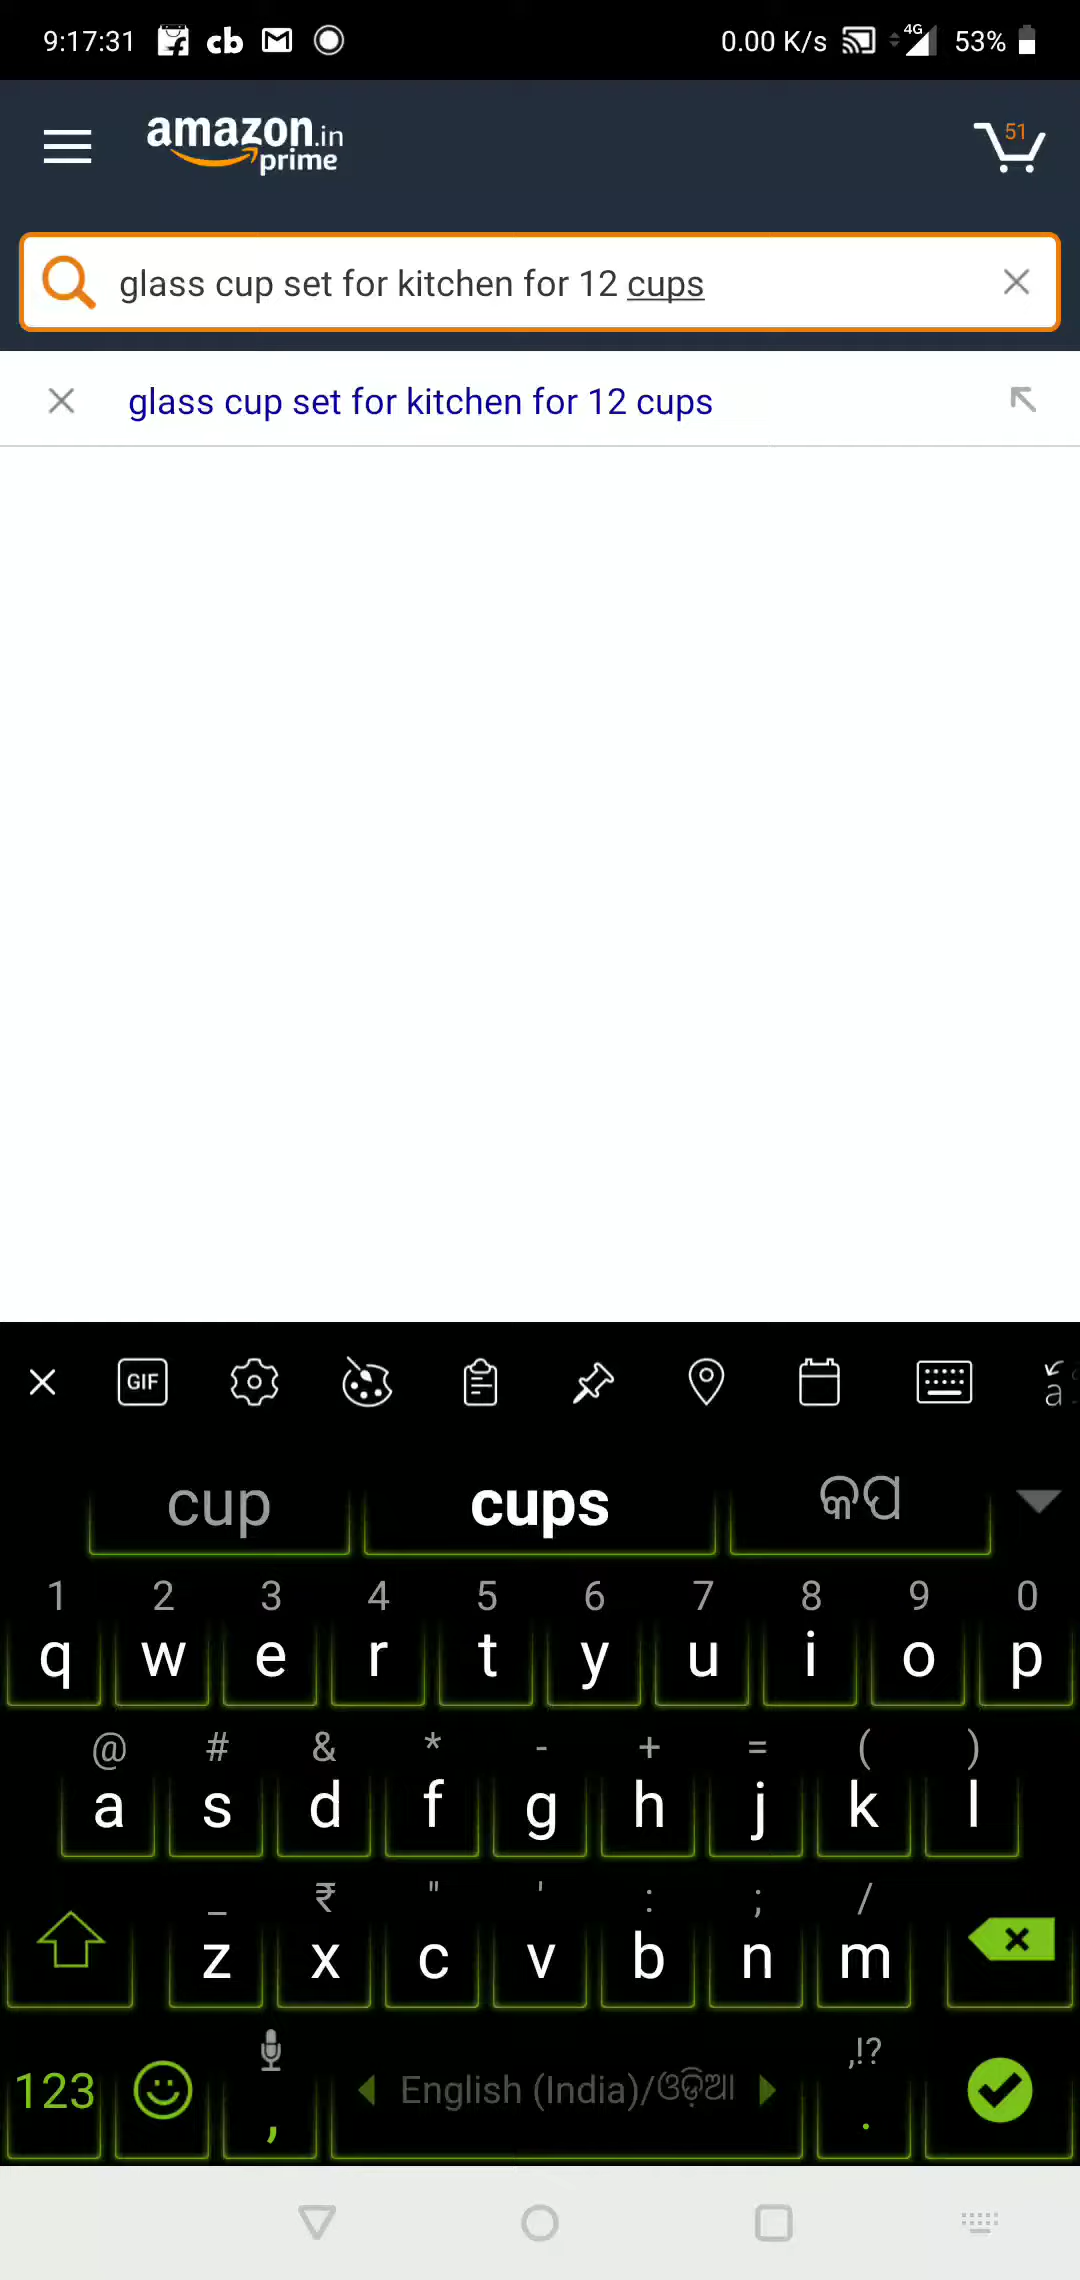 9:17:31 cb 0.00 K/s 4G 53%
amazon.in
prime
51
glass cup set for kitchen for 12 cups
glass cup set for kitchen for 12 cups
GIF
a
cup cups କପ
1 2 3 4 5 6 7 8 9 0
q w e r t y u i o p
@ # & * - + = ( )
a s d f g h j k l
_ ₹ " ' : ; /
z x c v b n m
,!?
123 , English (India)/ଓଡ଼ିଆ .